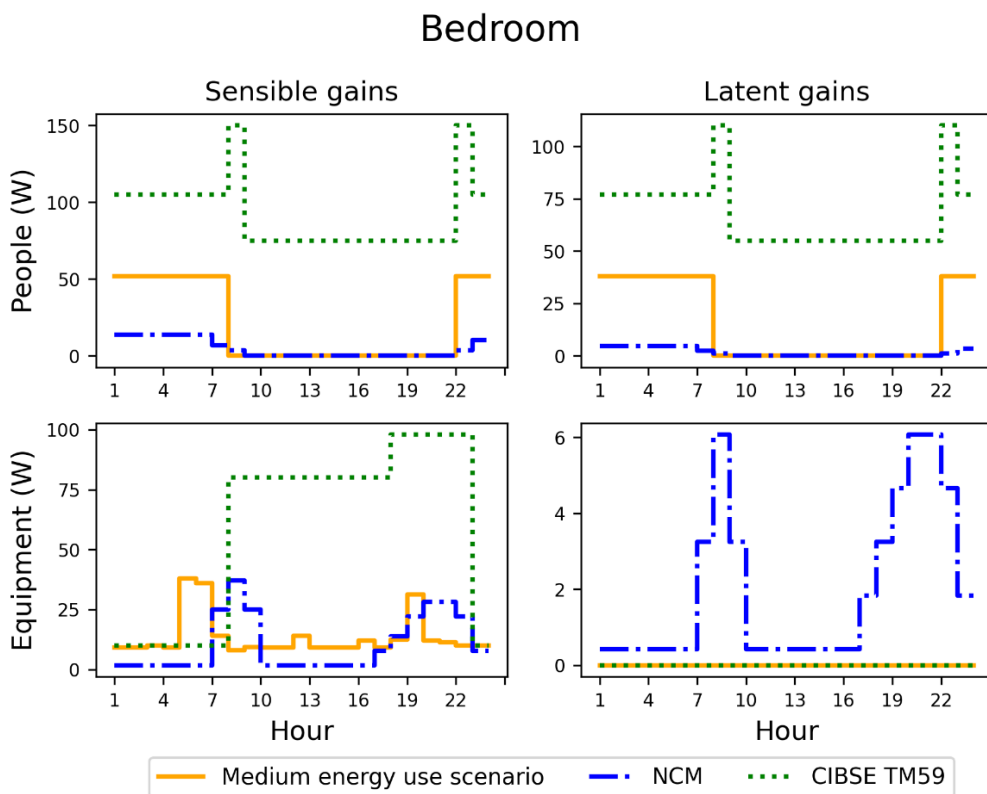 Bedroom
Sensible gains
Latent gains
People (W)
150
100
50
0
1 4 7 10 13 16 19 22
100
75
50
25
0
1 4 7 10 13 16 19 22
Equipment (W)
100
75
50
25
0
1 4 7 10 13 16 19 22
Hour
6
4
2
0
1 4 7 10 13 16 19 22
Hour
Medium energy use scenario NCM CIBSE TM59